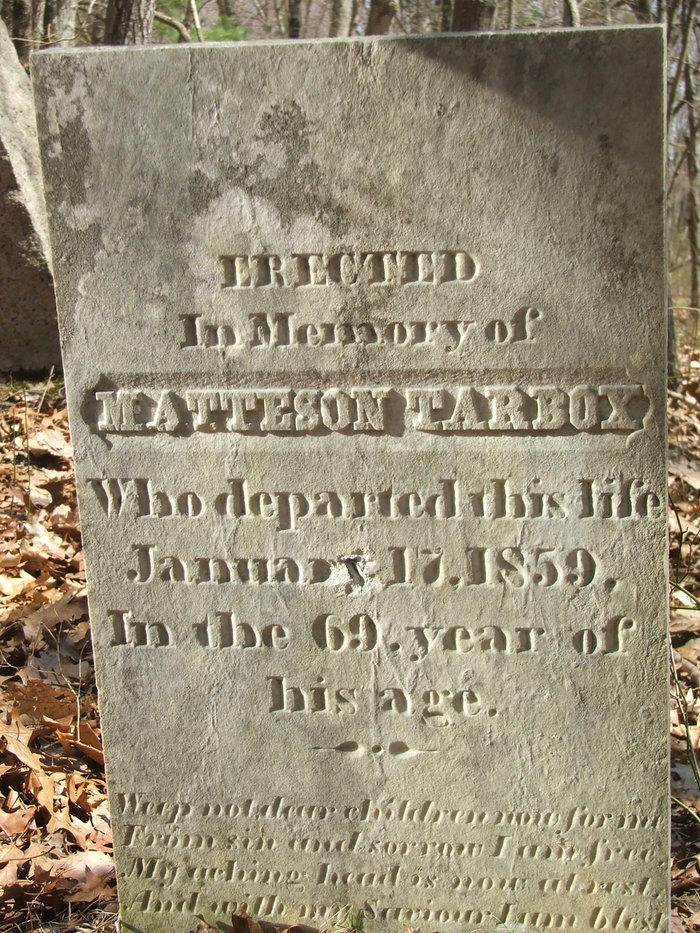 ERECTED
In Memory of
MATTESON TARBOX
Who departed this life
January 17, 1859,
In the 69. year of
his age.
Weep not dear children now for me
From sin and sorrow I am free,
My aching head is now at rest,
And with my Saviour I am blest